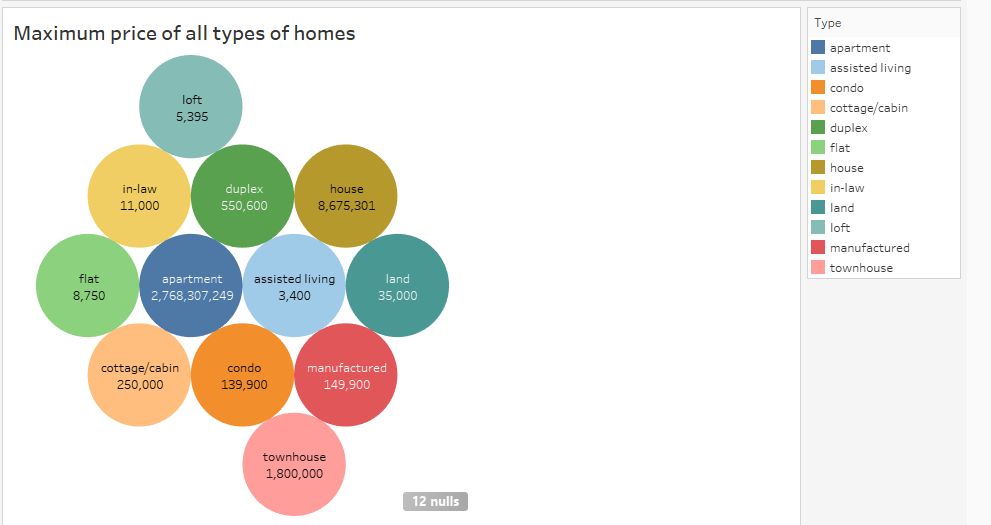 Maximum price of all types of homes
loft
5,395
in-law
11,000
duplex
550,600
house
8,675,301
flat
8,750
apartment
2,768,307,249
assisted living
3,400
land
35,000
cottage/cabin
250,000
condo
139,900
manufactured
149,900
townhouse
1,800,000
12 nulls
Type
apartment
assisted living
condo
cottage/cabin
duplex
flat
house
in-law
land
loft
manufactured
townhouse